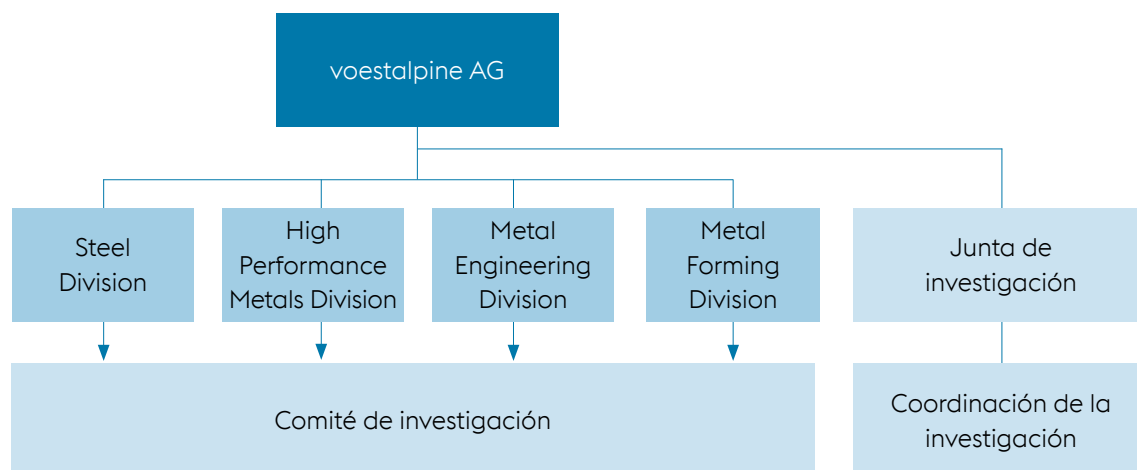 voestalpine AG
Steel
Division
High
Performance
Metals Division
Metal
Engineering
Division
Metal
Forming
Division
Junta de
investigación
Comité de investigación
Coordinación de la
investigación